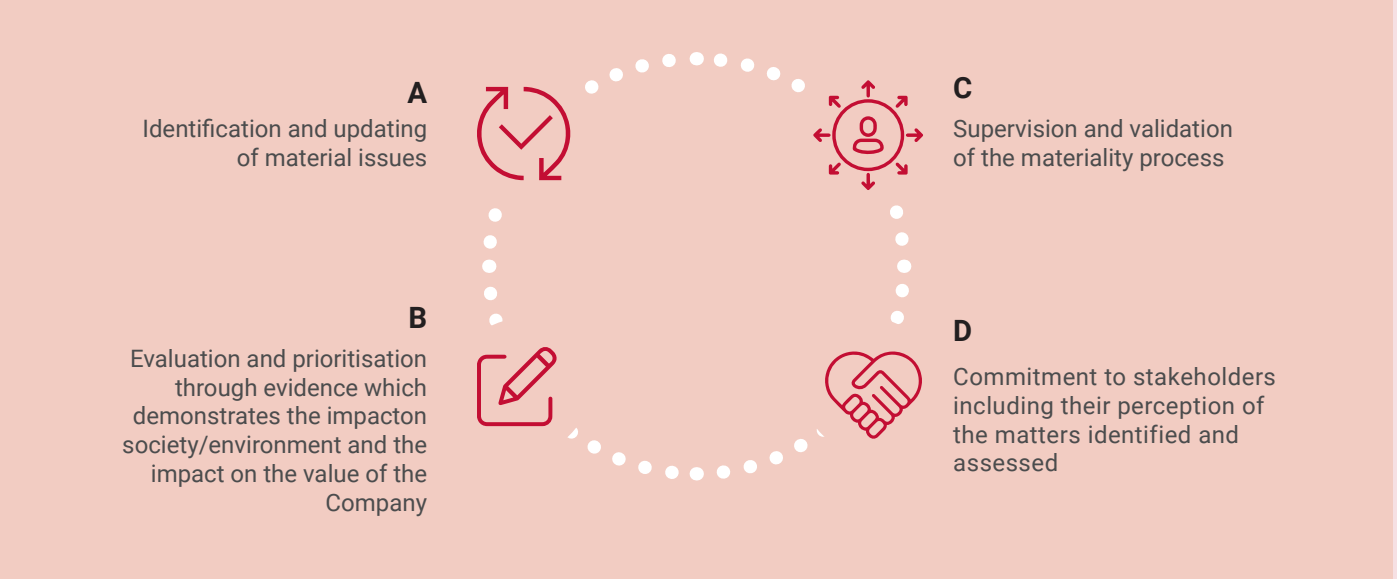 A
Identification and updating
of material issues
B
Evaluation and prioritisation
through evidence which
demonstrates the impacton
society/environment and the
impact on the value of the
Company
C
Supervision and validation
of the materiality process
D
Commitment to stakeholders
including their perception of
the matters identified and
assessed